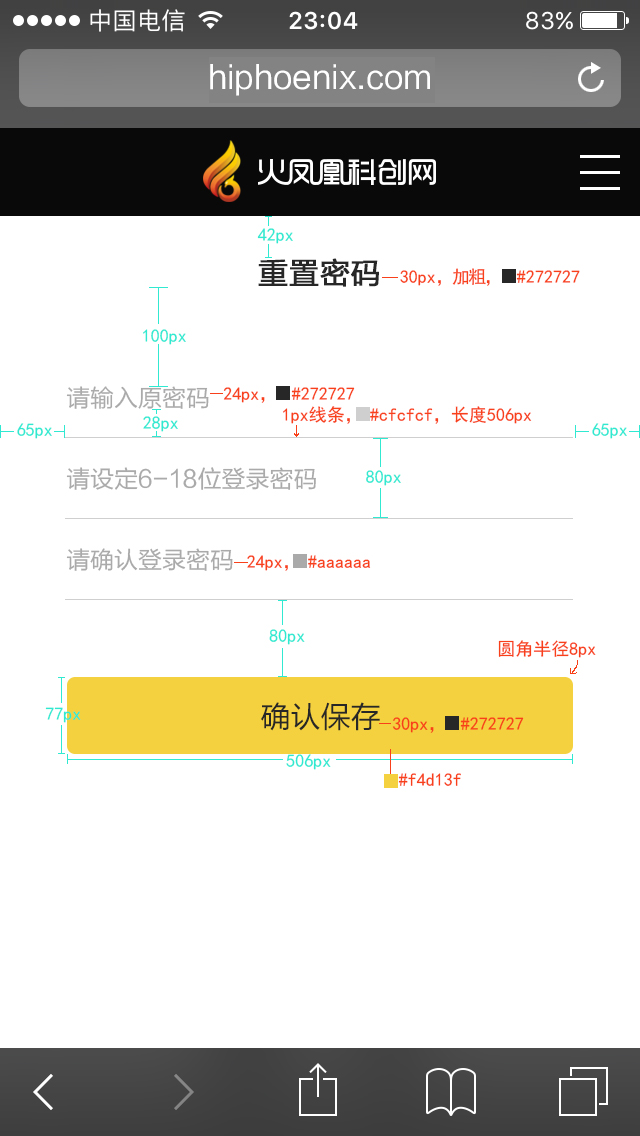 中国电信 23:04 83%
hiphoenix.com
火凤凰科创网
42px
重置密码 30px，加粗，#272727
100px
请输入原密码 24px，#272727
1px线条，#cfcfcf，长度506px
28px
65px 65px
请设定6-18位登录密码 80px
请确认登录密码 24px，#aaaaaa
80px
圆角半径8px
77px 确认保存 30px，#272727
506px
#f4d13f